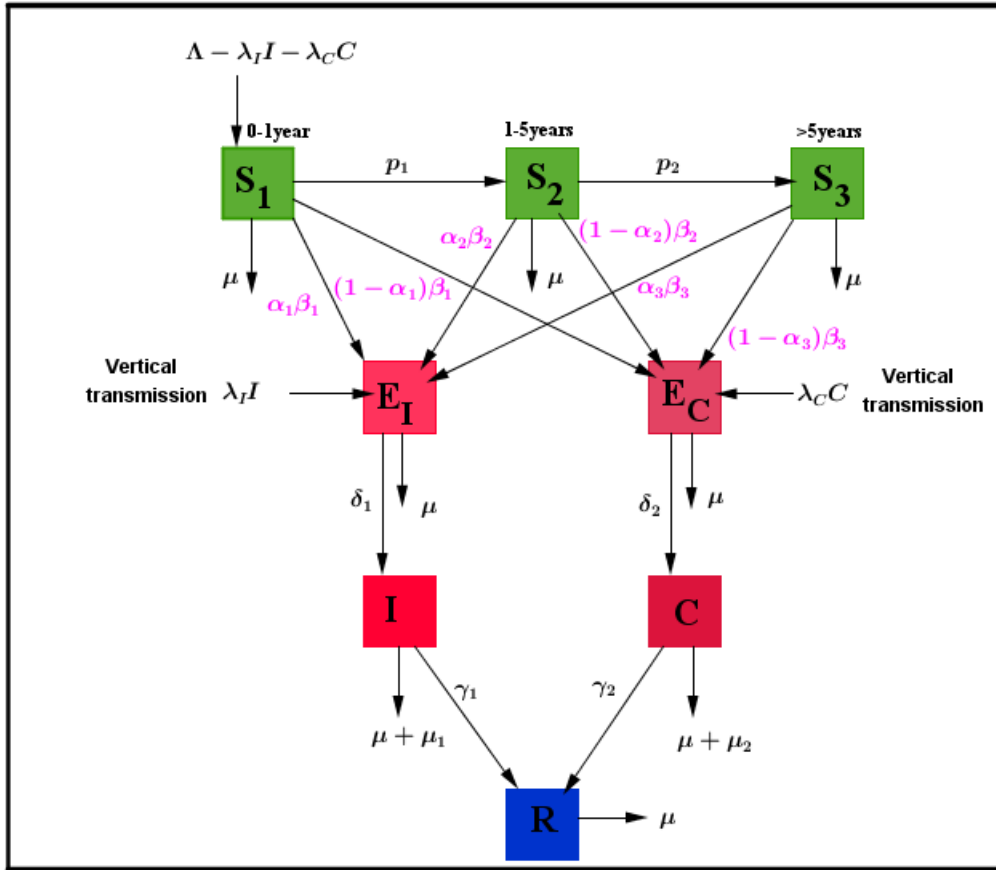 Λ − λ_I I − λ_C C
0-1year
1-5years
>5years
S_1
p_1
S_2
p_2
S_3
μ
α_1β_1
(1 − α_1)β_1
α_2β_2
μ
(1 − α_2)β_2
α_3β_3
μ
(1 − α_3)β_3
Vertical
transmission
λ_I I
E_I
E_C
λ_C C
Vertical
transmission
δ_1
μ
δ_2
μ
I
C
γ_1
γ_2
μ + μ_1
μ + μ_2
R
μ